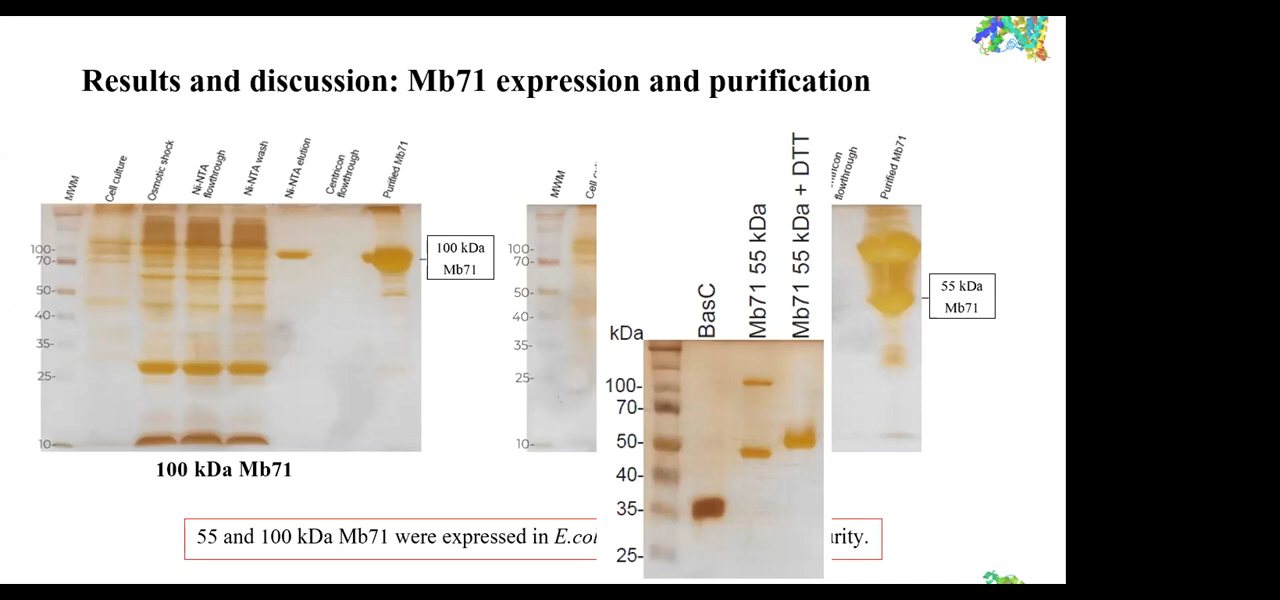 Results and discussion: Mb71 expression and purification
MWM
Cell culture
Osmotic shock
Ni-NTA
flowthrough
Ni-NTA wash
Ni-NTA elution
Centricon
flowthrough
Purified Mb71
100-
70-
50-
40-
35-
25-
10-
100 kDa
Mb71
100 kDa Mb71
MWM
Cell
100-
70-
50-
40-
35-
25-
10-
kDa
BasC
Mb71 55 kDa
Mb71 55 kDa + DTT
100-
70-
50-
40-
35-
25-
flowthrough
Purified Mb71
55 kDa
Mb71
55 and 100 kDa Mb71 were expressed in E.col
urity.